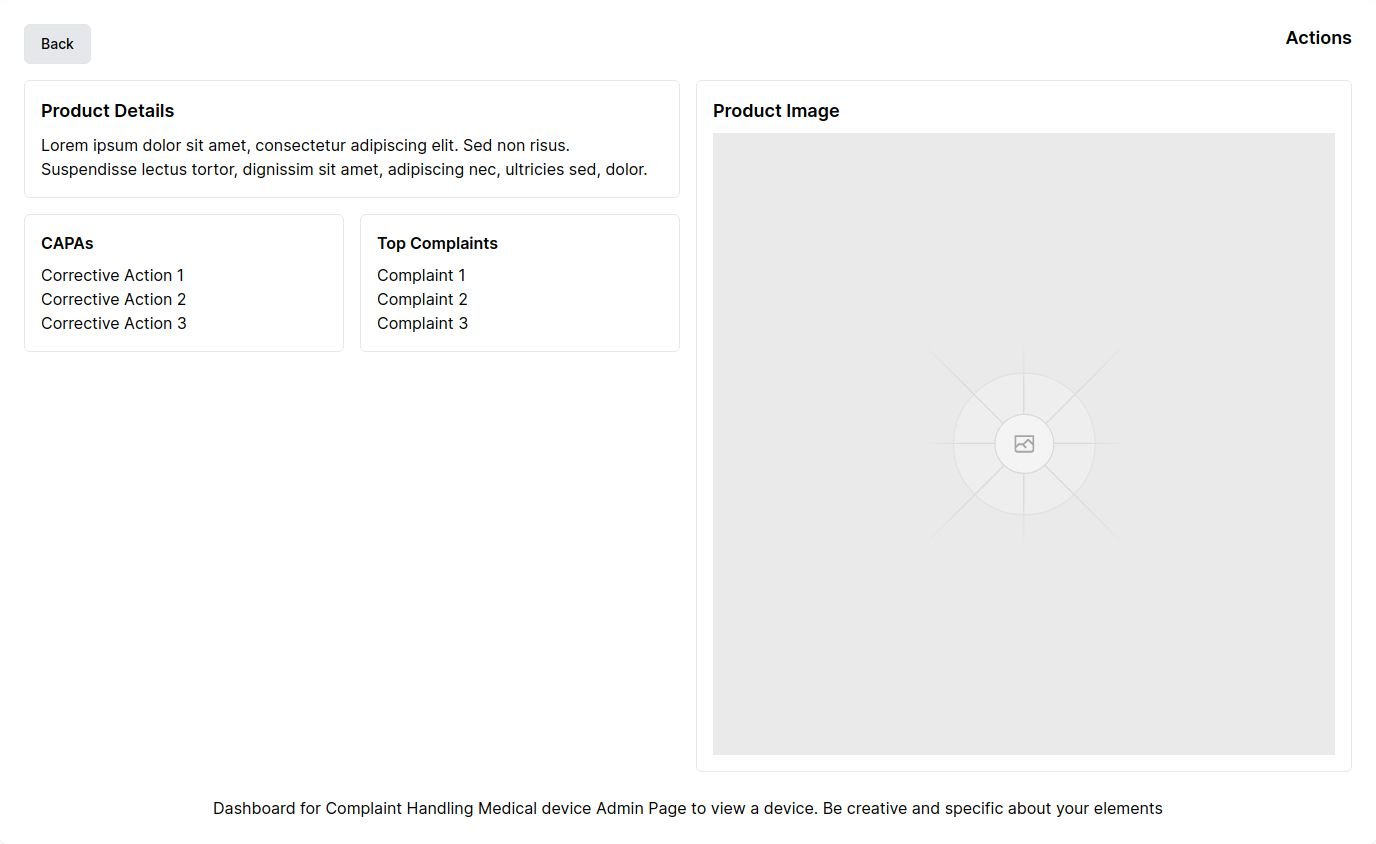 Back
Actions
Product Details
Lorem ipsum dolor sit amet, consectetur adipiscing elit. Sed non risus.
Suspendisse lectus tortor, dignissim sit amet, adipiscing nec, ultricies sed, dolor.
CAPAs
Corrective Action 1
Corrective Action 2
Corrective Action 3
Top Complaints
Complaint 1
Complaint 2
Complaint 3
Product Image
Dashboard for Complaint Handling Medical device Admin Page to view a device. Be creative and specific about your elements